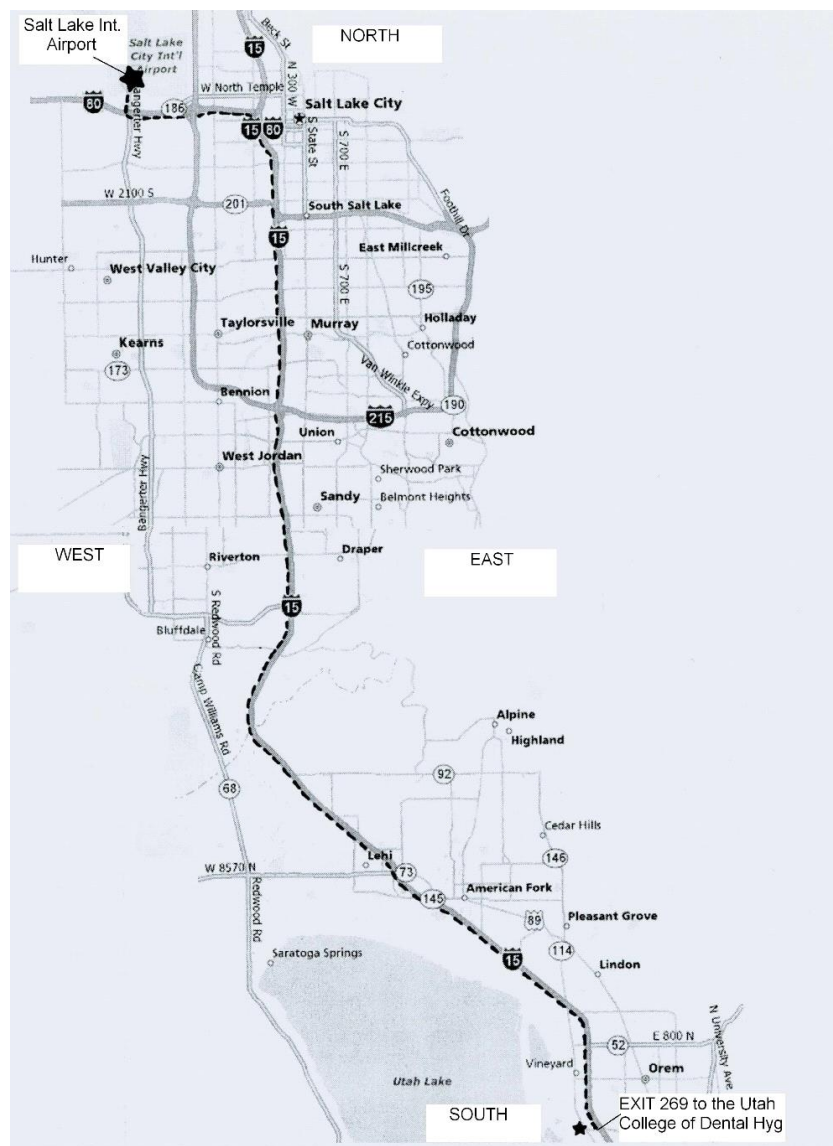 Salt Lake Int.
Airport
Salt Lake
City Int'l
Airport
NORTH
Beck St
15
N 300 W
W North Temple
80
186
Bangerter Hwy
15
80
Salt Lake City
S State St
S 700 E
Foothill Dr
W 2100 S
201
South Salt Lake
15
East Millcreek
Hunter
West Valley City
S 700 E
195
Taylorsville
Murray
Holladay
Kearns
Cottonwood
173
Van Winkle Expy
Bennion
190
215
Union
Cottonwood
West Jordan
Sherwood Park
Bangerter Hwy
Sandy
Belmont Heights
WEST
Riverton
Draper
EAST
15
S Redwood Rd
Bluffdale
Camp Williams Rd
Alpine
Highland
92
68
Cedar Hills
146
Lehi
W 8570 N
73
145
American Fork
Redwood Rd
89
Pleasant Grove
114
Saratoga Springs
15
Lindon
N University Ave
E 800 N
52
Vineyard
Orem
Utah Lake
SOUTH
EXIT 269 to the Utah
College of Dental Hyg